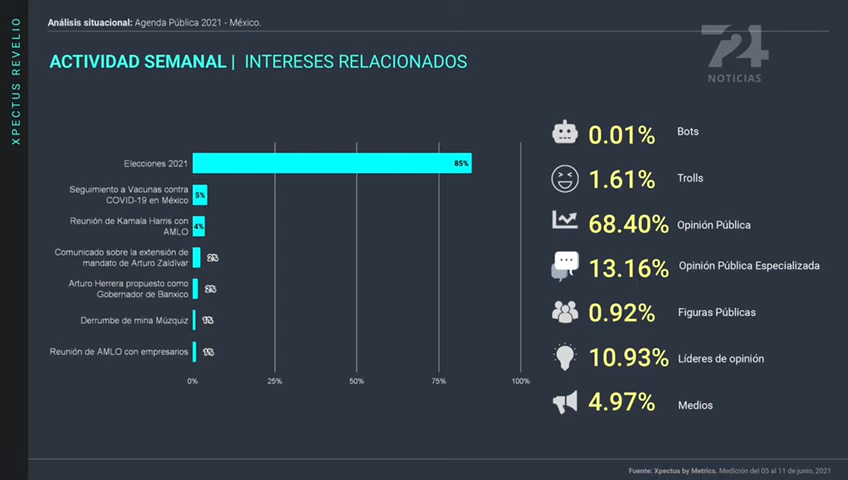 XPECTUS REVELIO
Análisis situacional: Agenda Pública 2021 - México.
724
NOTICIAS
ACTIVIDAD SEMANAL | INTERESES RELACIONADOS
Elecciones 2021
85%
Seguimiento a Vacunas contra
COVID-19 en México
5%
Reunión de Kamala Harris con
AMLO
4%
Comunicado sobre la extensión de
mandato de Arturo Zaldívar
2%
Arturo Herrera propuesto como
Gobernador de Banxico
2%
Derrumbe de mina Múzquiz
1%
Reunión de AMLO con empresarios
1%
0%
25%
50%
75%
100%
0.01% Bots
1.61% Trolls
68.40% Opinión Pública
13.16% Opinión Pública Especializada
0.92% Figuras Públicas
10.93% Líderes de opinión
4.97% Medios
Fuente: Xpectus by Metrics. Medición del 05 al 11 de junio, 2021